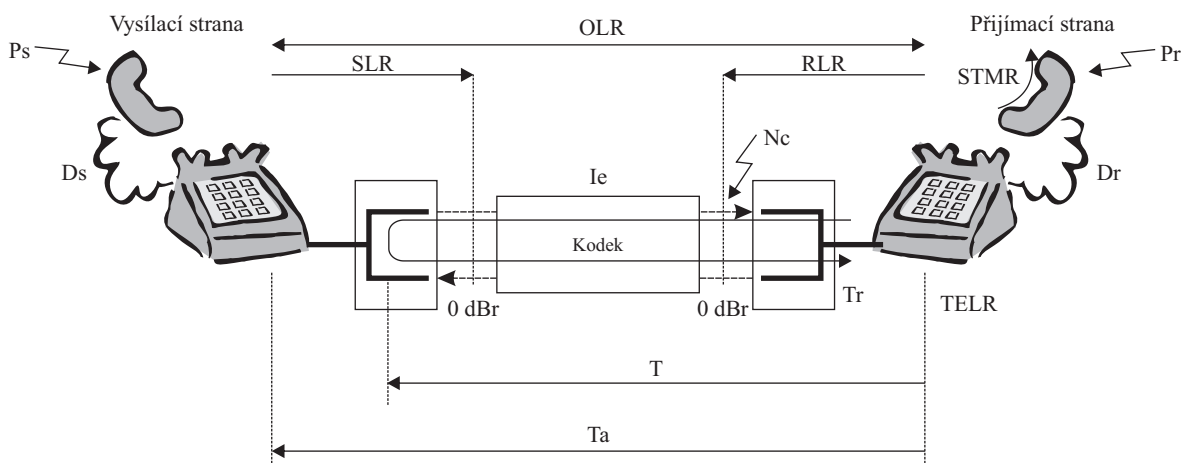 Vysílací strana
OLR
Přijímací strana
Ps
SLR
RLR
STMR
Pr
Nc
Ds
Ie
Dr
Kodek
0 dBr
0 dBr
Tr
TELR
T
Ta